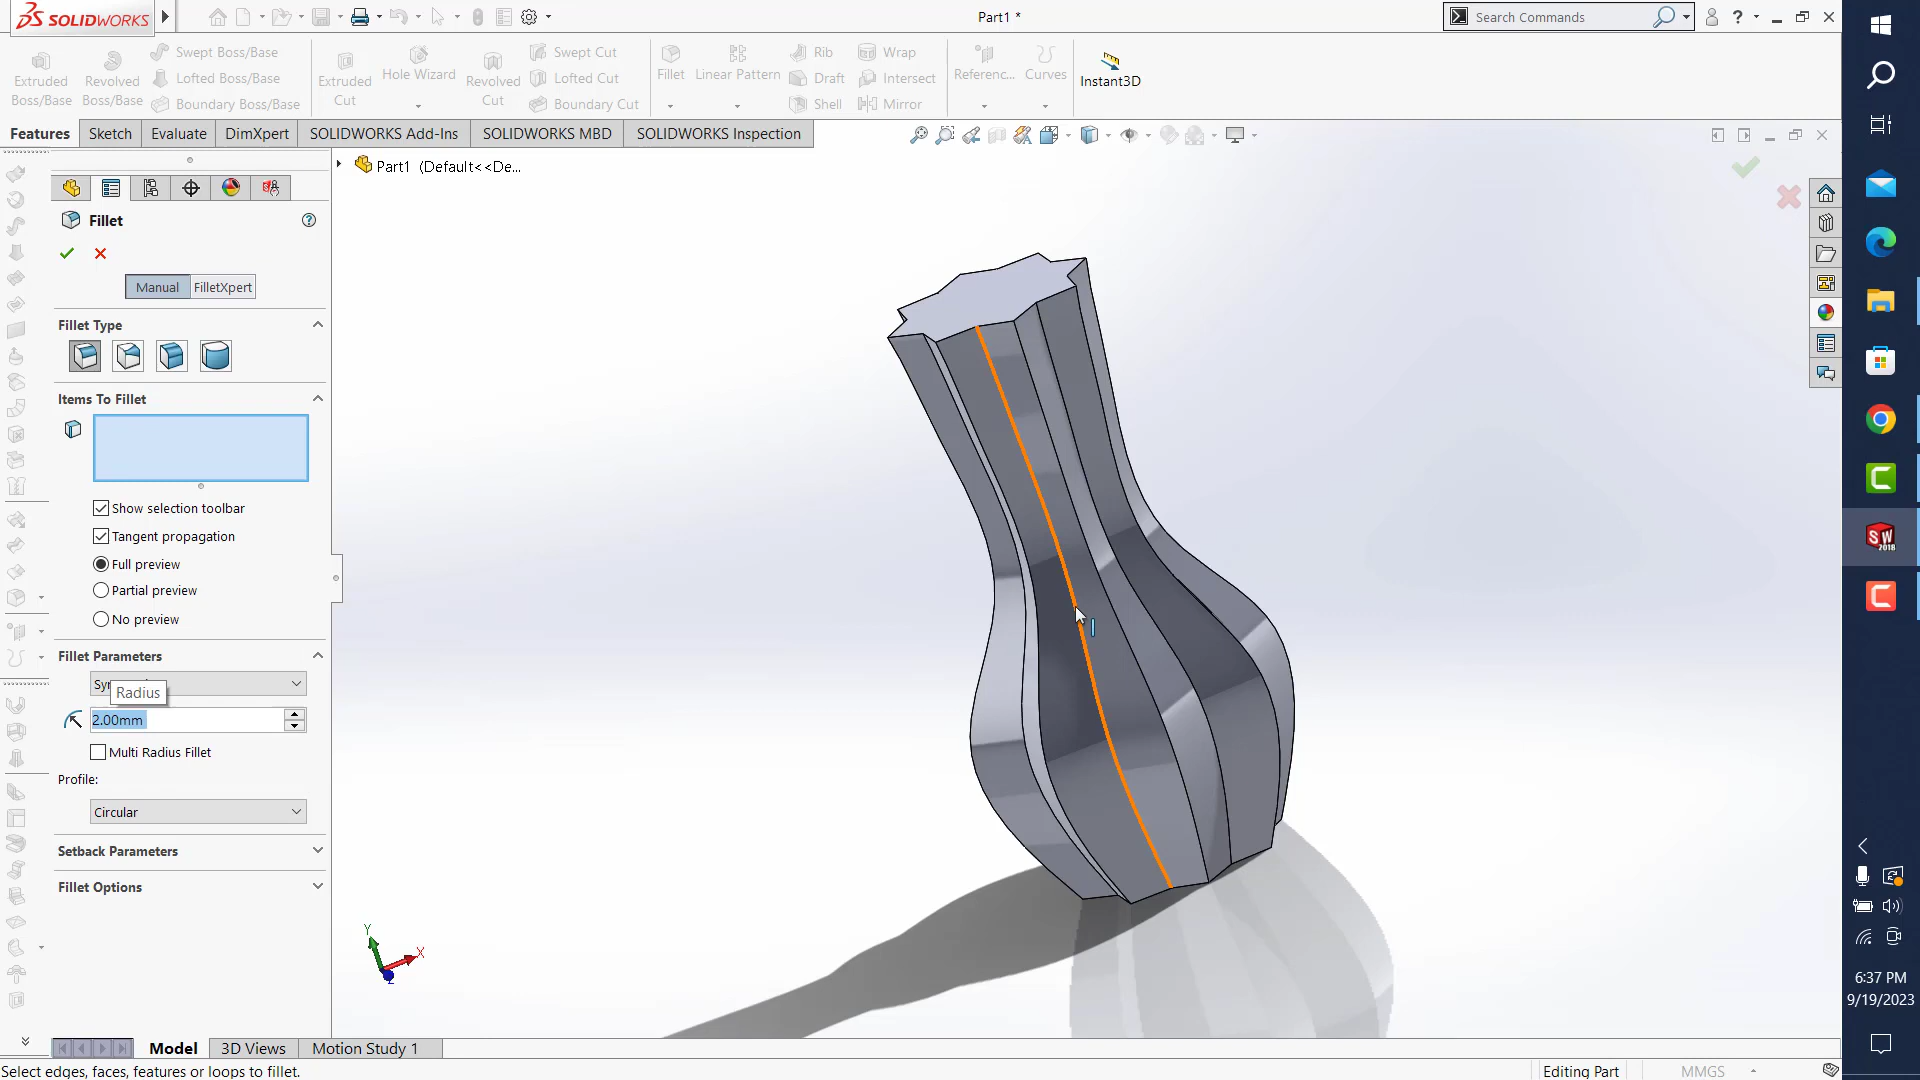 SOLIDWORKS
Part1 *
Search Commands
?
Extruded Boss/Base
Revolved Boss/Base
Swept Boss/Base
Lofted Boss/Base
Boundary Boss/Base
Extruded Cut
Hole Wizard
Revolved Cut
Swept Cut
Lofted Cut
Boundary Cut
Fillet
Linear Pattern
Rib
Draft
Shell
Wrap
Intersect
Mirror
Referenc...
Curves
Instant3D
Features
Sketch
Evaluate
DimXpert
SOLIDWORKS Add-Ins
SOLIDWORKS MBD
SOLIDWORKS Inspection
Part1 (Default<<De...
Fillet
Manual
FilletXpert
Fillet Type
Items To Fillet
Show selection toolbar
Tangent propagation
Full preview
Partial preview
No preview
Fillet Parameters
Radius
2.00mm
Multi Radius Fillet
Profile:
Circular
Setback Parameters
Fillet Options
Y
X
Z
Model
3D Views
Motion Study 1
Select edges, faces, features or loops to fillet.
Editing Part
MMGS
SW
2018
6:37 PM
9/19/2023